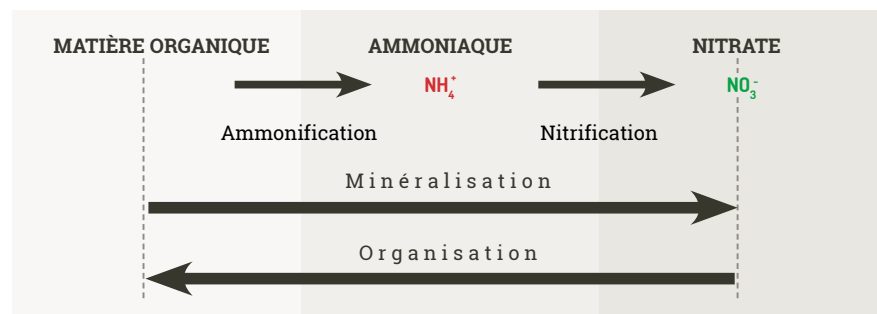 MATIÈRE ORGANIQUE AMMONIAQUE NITRATE
NH₄⁺ NO₃⁻
Ammonification Nitrification
Minéralisation
Organisation